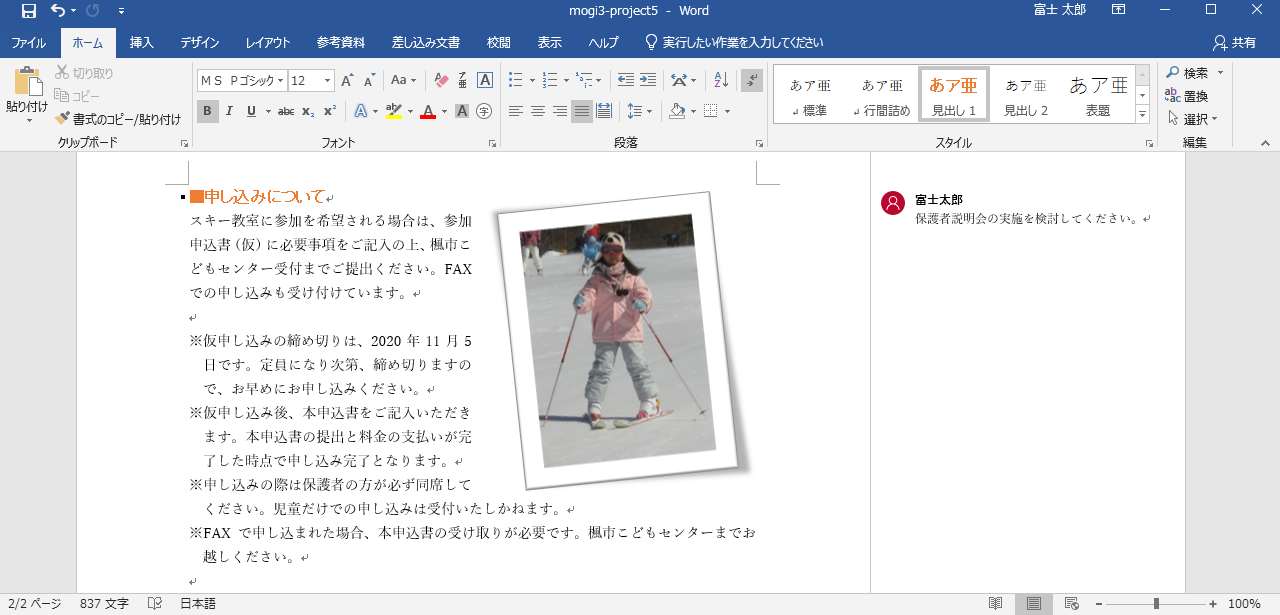 mogi3-project5 - Word
富士 太郎
ファイル ホーム 挿入 デザイン レイアウト 参考資料 差し込み文書 校閲 表示 ヘルプ 実行したい作業を入力してください 共有
貼り付け
切り取り
コピー
書式のコピー/貼り付け
クリップボード
ＭＳ Ｐゴシック 12
A A Aa A
B I U abc x₂ x² A aby A A 字
フォント
段落
あア亜 あア亜 あア亜 あア亜 あア亜
↲ 標準 ↲ 行間詰め 見出し 1 見出し 2 表題
スタイル
検索
置換
選択
編集
■申し込みについて
スキー教室に参加を希望される場合は、参加
申込書（仮）に必要事項をご記入の上、楓市こ
どもセンター受付までご提出ください。FAX
での申し込みも受け付けています。
※仮申し込みの締め切りは、2020 年 11 月 5
日です。定員になり次第、締め切りますの
で、お早めにお申し込みください。
※仮申し込み後、本申込書をご記入いただき
ます。本申込書の提出と料金の支払いが完
了した時点で申し込み完了となります。
※申し込みの際は保護者の方が必ず同席して
ください。児童だけでの申し込みは受付いたしかねます。
※FAX で申し込まれた場合、本申込書の受け取りが必要です。楓市こどもセンターまでお
越しください。
富士太郎
保護者説明会の実施を検討してください。
2/2 ページ 837 文字 日本語
100%